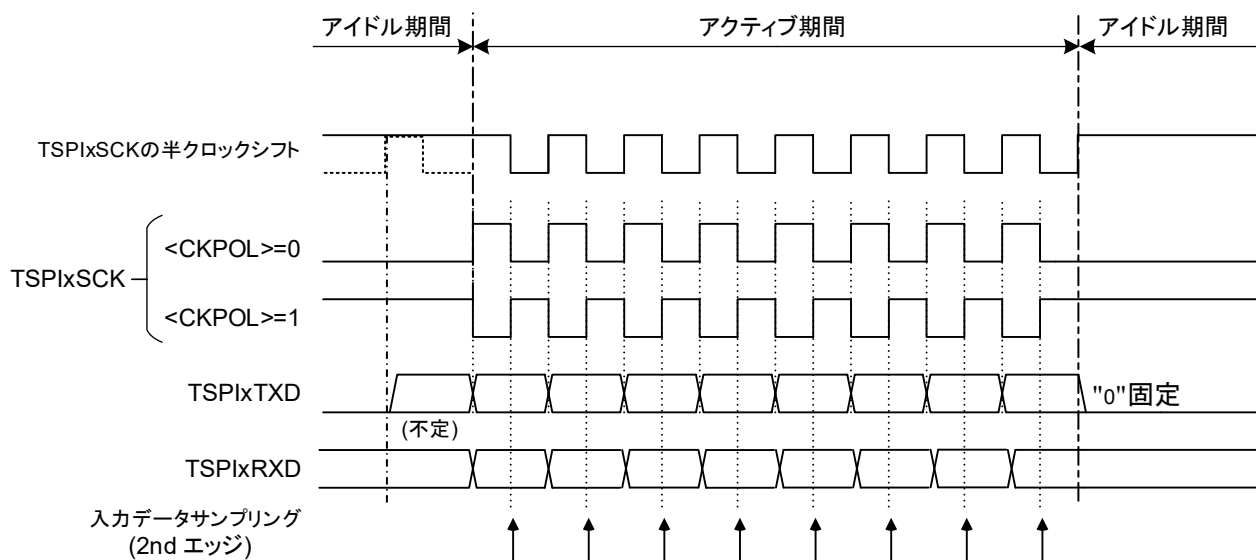 アイドル期間
アクティブ期間
アイドル期間
TSPIxSCKの半クロックシフト
<CKPOL>=0
TSPIxSCK
<CKPOL>=1
TSPIxTXD
"0"固定
(不定)
TSPIxRXD
入力データサンプリング
(2nd エッジ)